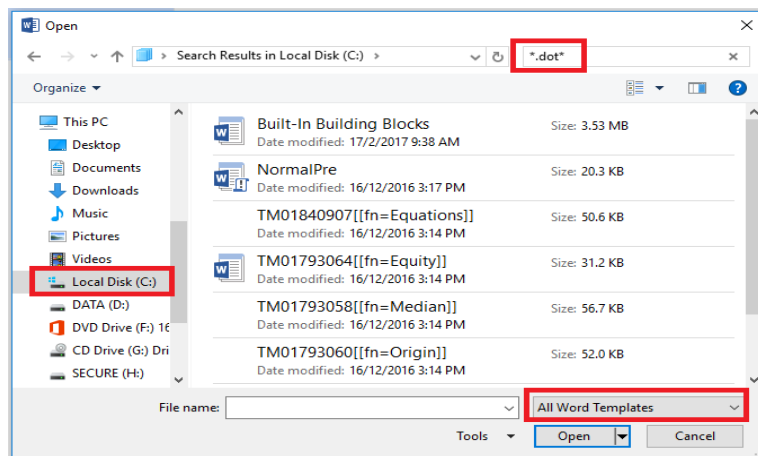 Open
Search Results in Local Disk (C:)
*.dot*
Organize
This PC
Desktop
Documents
Downloads
Music
Pictures
Videos
Local Disk (C:)
DATA (D:)
DVD Drive (F:) 16
CD Drive (G:) Dri
SECURE (H:)
Built-In Building Blocks
Size: 3.53 MB
Date modified: 17/2/2017 9:38 AM
NormalPre
Size: 20.3 KB
Date modified: 16/12/2016 3:17 PM
TM01840907[[fn=Equations]]
Size: 50.6 KB
Date modified: 16/12/2016 3:14 PM
TM01793064[[fn=Equity]]
Size: 31.2 KB
Date modified: 16/12/2016 3:14 PM
TM01793058[[fn=Median]]
Size: 56.7 KB
Date modified: 16/12/2016 3:14 PM
TM01793060[[fn=Origin]]
Size: 52.0 KB
Date modified: 16/12/2016 3:14 PM
File name:
All Word Templates
Tools
Open
Cancel